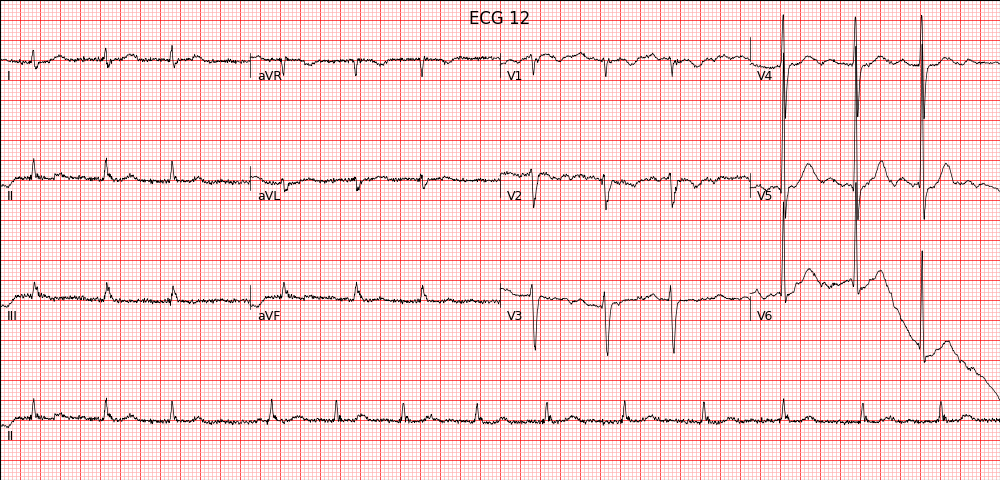 ECG 12
I aVR V1 V4
II aVL V2 V5
III aVF V3 V6
II